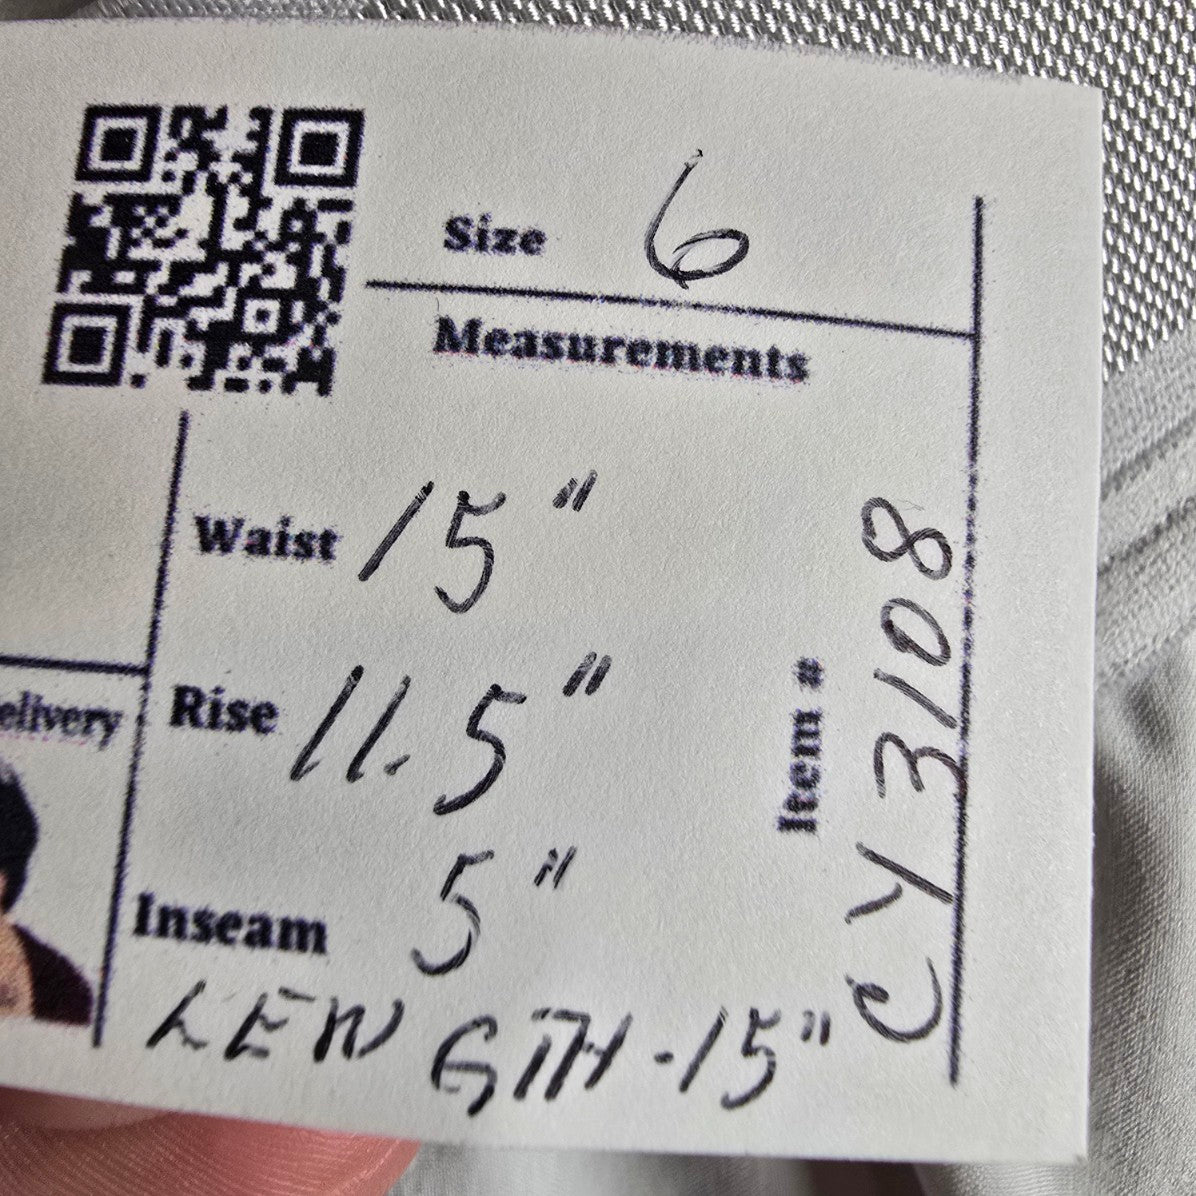 Size 6
Measurements
Waist 15"
Rise 11.5"
Inseam 5"
LENGTH - 15"
Item # CY3108
elivery